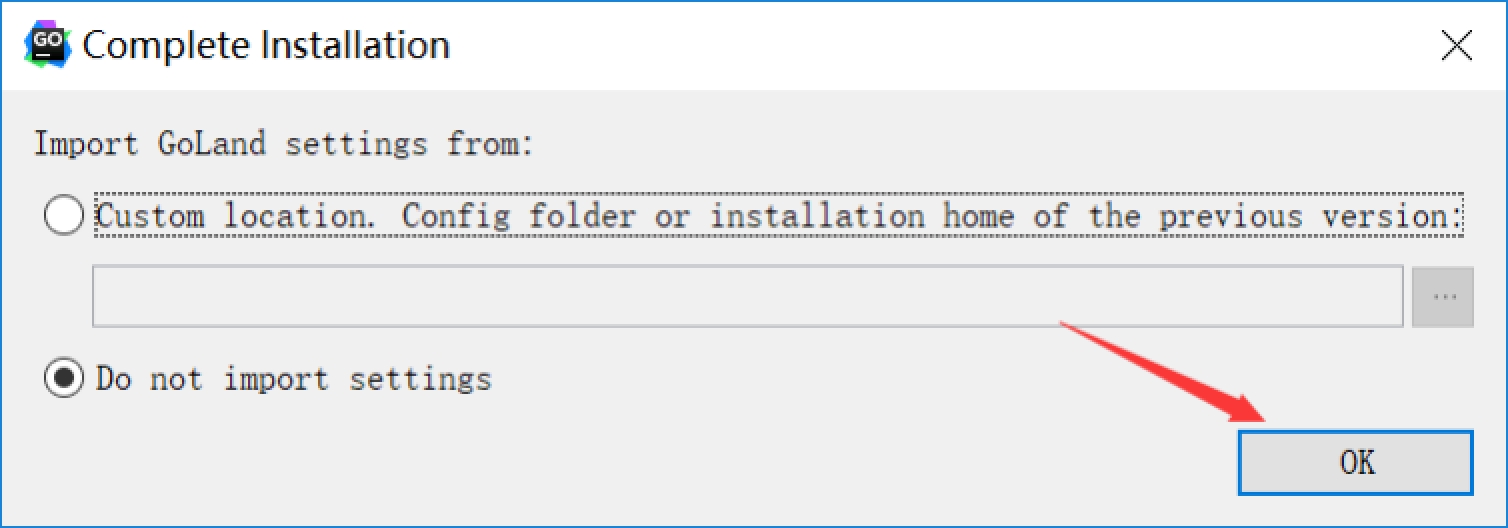 GO
Complete Installation
Import GoLand settings from:
Custom location. Config folder or installation home of the previous version:
...
Do not import settings
OK